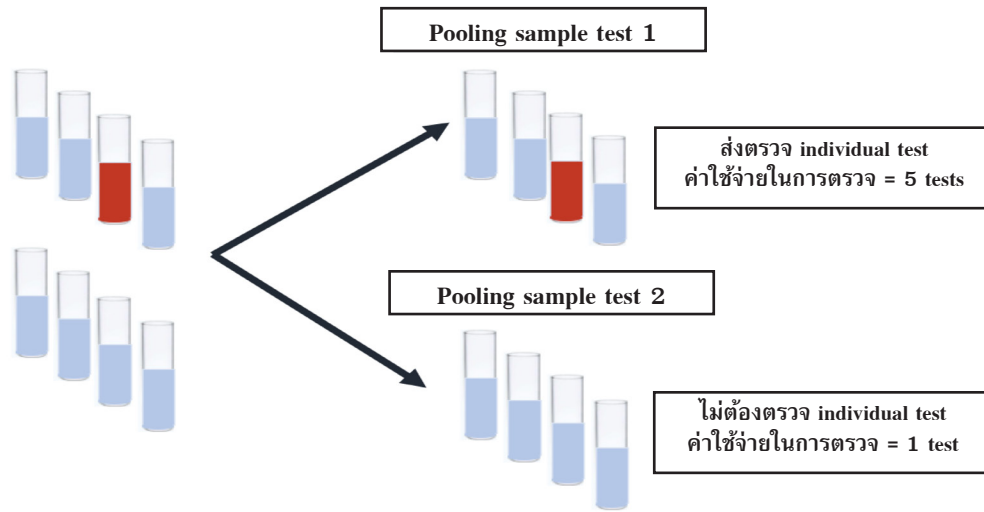 Pooling sample test 1
ส่งตรวจ individual test
ค่าใช้จ่ายในการตรวจ = 5 tests
Pooling sample test 2
ไม่ต้องตรวจ individual test
ค่าใช้จ่ายในการตรวจ = 1 test